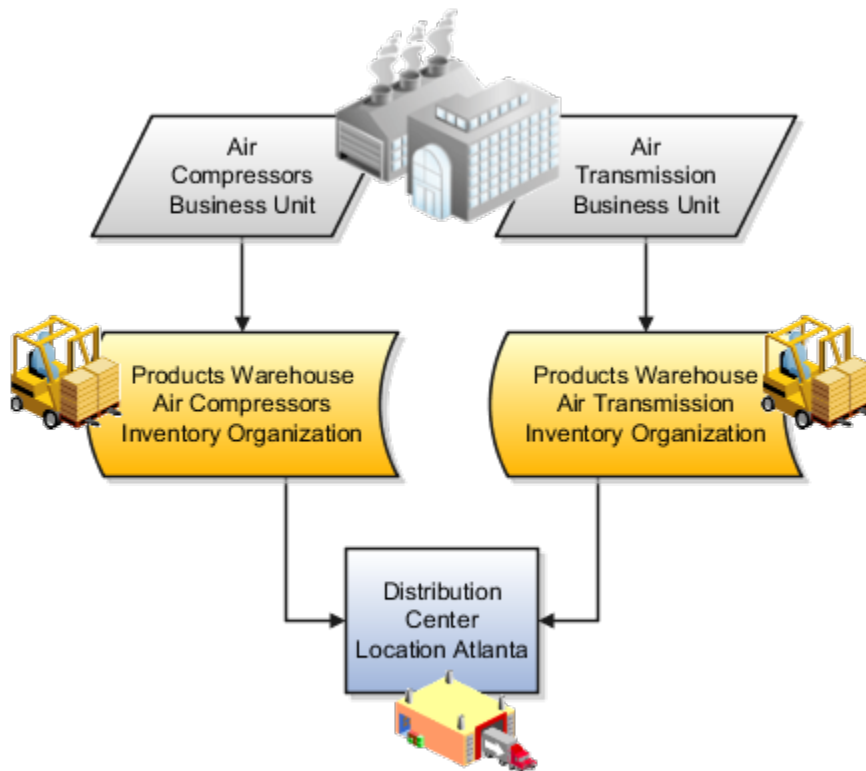 Air
Compressors
Business Unit
Air
Transmission
Business Unit
Products Warehouse
Air Compressors
Inventory Organization
Products Warehouse
Air Transmission
Inventory Organization
Distribution
Center
Location Atlanta